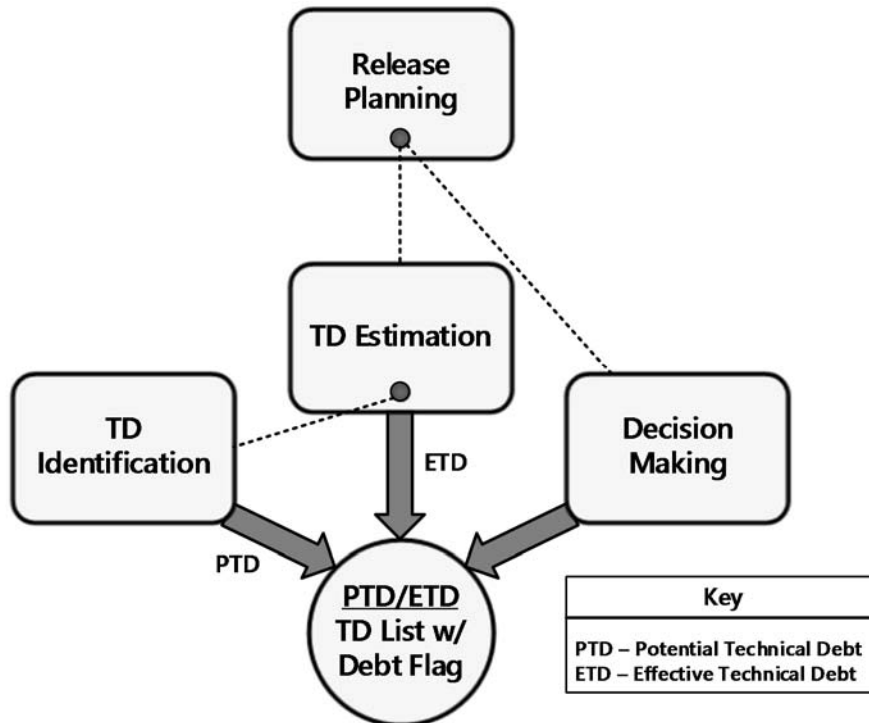 Release
Planning
TD Estimation
TD
Identification
Decision
Making
ETD
PTD
PTD/ETD
TD List w/
Debt Flag
Key
PTD – Potential Technical Debt
ETD – Effective Technical Debt